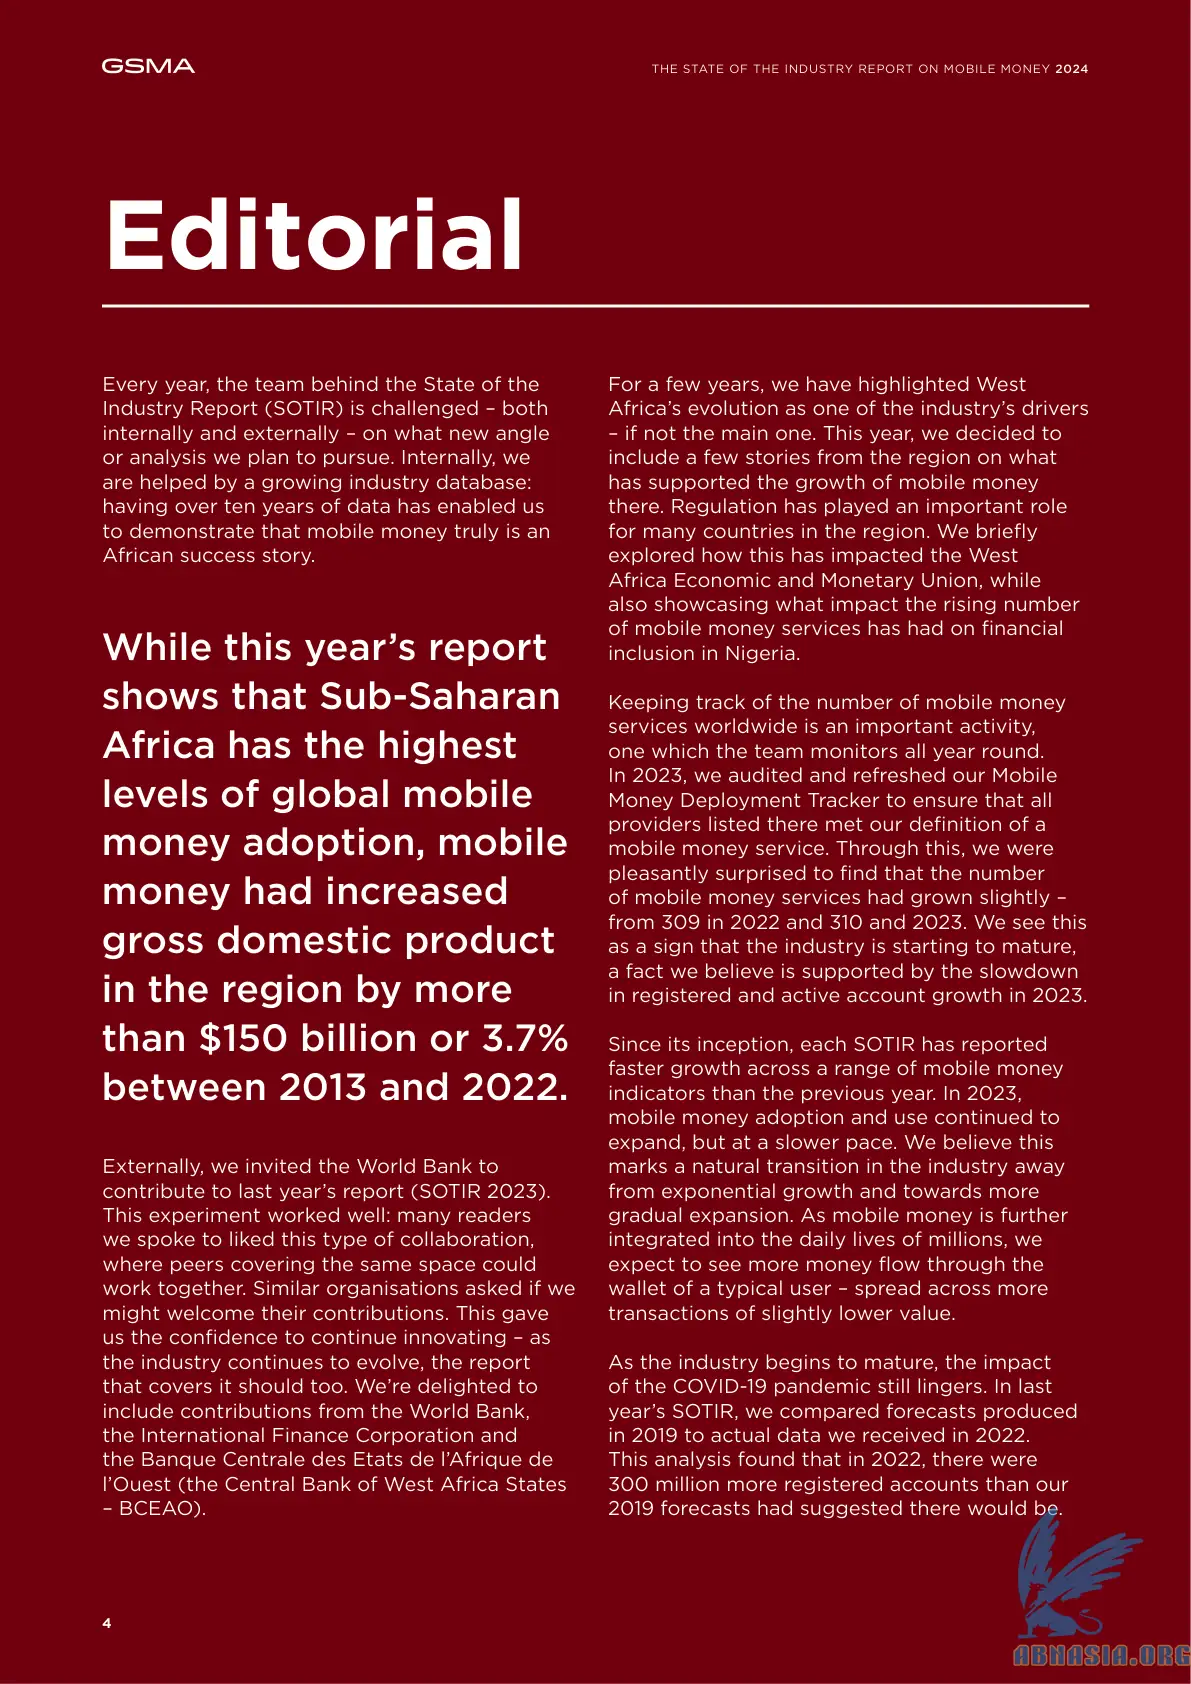 GSMA
THE STATE OF THE INDUSTRY REPORT ON MOBILE MONEY 2024
Editorial
Every year, the team behind the State of the
Industry Report (SOTIR) is challenged – both
internally and externally – on what new angle
or analysis we plan to pursue. Internally, we
are helped by a growing industry database:
having over ten years of data has enabled us
to demonstrate that mobile money truly is an
African success story.
While this year’s report
shows that Sub-Saharan
Africa has the highest
levels of global mobile
money adoption, mobile
money had increased
gross domestic product
in the region by more
than $150 billion or 3.7%
between 2013 and 2022.
Externally, we invited the World Bank to
contribute to last year’s report (SOTIR 2023).
This experiment worked well: many readers
we spoke to liked this type of collaboration,
where peers covering the same space could
work together. Similar organisations asked if we
might welcome their contributions. This gave
us the confidence to continue innovating – as
the industry continues to evolve, the report
that covers it should too. We’re delighted to
include contributions from the World Bank,
the International Finance Corporation and
the Banque Centrale des Etats de l’Afrique de
l’Ouest (the Central Bank of West Africa States
– BCEAO).
For a few years, we have highlighted West
Africa’s evolution as one of the industry’s drivers
– if not the main one. This year, we decided to
include a few stories from the region on what
has supported the growth of mobile money
there. Regulation has played an important role
for many countries in the region. We briefly
explored how this has impacted the West
Africa Economic and Monetary Union, while
also showcasing what impact the rising number
of mobile money services has had on financial
inclusion in Nigeria.
Keeping track of the number of mobile money
services worldwide is an important activity,
one which the team monitors all year round.
In 2023, we audited and refreshed our Mobile
Money Deployment Tracker to ensure that all
providers listed there met our definition of a
mobile money service. Through this, we were
pleasantly surprised to find that the number
of mobile money services had grown slightly –
from 309 in 2022 and 310 and 2023. We see this
as a sign that the industry is starting to mature,
a fact we believe is supported by the slowdown
in registered and active account growth in 2023.
Since its inception, each SOTIR has reported
faster growth across a range of mobile money
indicators than the previous year. In 2023,
mobile money adoption and use continued to
expand, but at a slower pace. We believe this
marks a natural transition in the industry away
from exponential growth and towards more
gradual expansion. As mobile money is further
integrated into the daily lives of millions, we
expect to see more money flow through the
wallet of a typical user – spread across more
transactions of slightly lower value.
As the industry begins to mature, the impact
of the COVID-19 pandemic still lingers. In last
year’s SOTIR, we compared forecasts produced
in 2019 to actual data we received in 2022.
This analysis found that in 2022, there were
300 million more registered accounts than our
2019 forecasts had suggested there would be.
4
ABNASIA.ORG